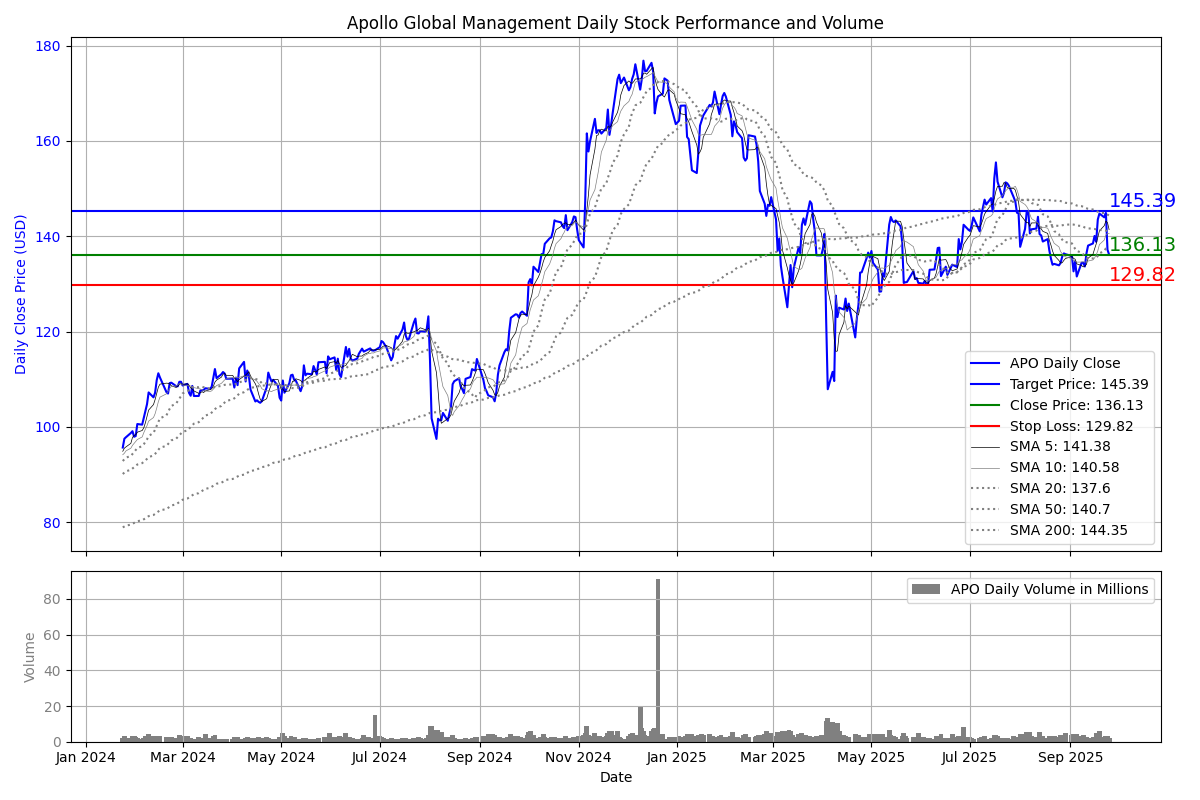 Apollo Global Management Daily Stock Performance and Volume
Daily Close Price (USD)
180
160
140
120
100
80
145.39
136.13
129.82
APO Daily Close
Target Price: 145.39
Close Price: 136.13
Stop Loss: 129.82
SMA 5: 141.38
SMA 10: 140.58
SMA 20: 137.6
SMA 50: 140.7
SMA 200: 144.35
Volume
80
60
40
20
0
APO Daily Volume in Millions
Jan 2024 Mar 2024 May 2024 Jul 2024 Sep 2024 Nov 2024 Jan 2025 Mar 2025 May 2025 Jul 2025 Sep 2025
Date